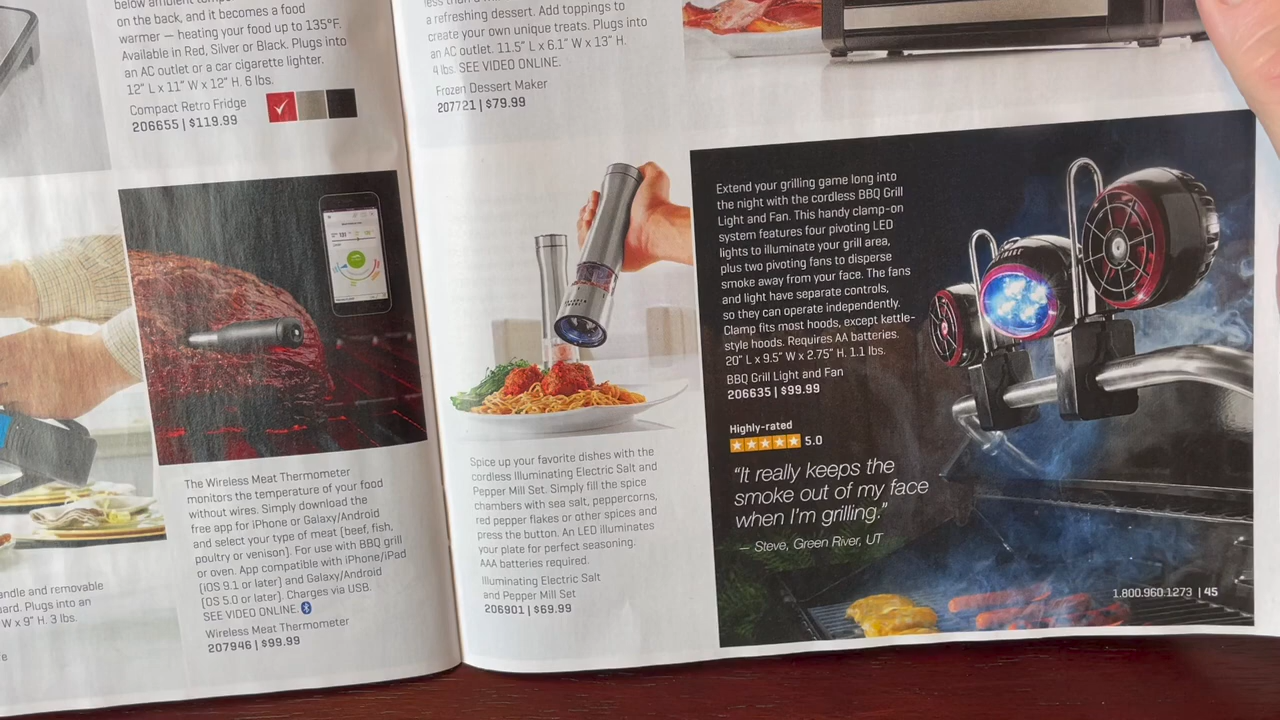 on the back, and it becomes a food
warmer — heating your food up to 135°F.
Available in Red, Silver or Black. Plugs into
an AC outlet or a car cigarette lighter.
12" L x 11" W x 12" H. 6 lbs.
Compact Retro Fridge
206655 | $119.99
a refreshing dessert. Add toppings to
create your own unique treats. Plugs into
an AC outlet. 11.5" L x 6.1" W x 13" H.
4 lbs. SEE VIDEO ONLINE.
Frozen Dessert Maker
207721 | $79.99
andle and removable
ard. Plugs into an
W x 9" H. 3 lbs.
The Wireless Meat Thermometer
monitors the temperature of your food
without wires. Simply download the
free app for iPhone or Galaxy/Android
and select your type of meat [beef, fish,
poultry or venison]. For use with BBQ grill
or oven. App compatible with iPhone/iPad
[iOS 9.1 or later] and Galaxy/Android
[OS 5.0 or later]. Charges via USB.
SEE VIDEO ONLINE.
Wireless Meat Thermometer
207946 | $99.99
Spice up your favorite dishes with the
cordless Illuminating Electric Salt and
Pepper Mill Set. Simply fill the spice
chambers with sea salt, peppercorns,
red pepper flakes or other spices and
press the button. An LED illuminates
your plate for perfect seasoning.
AAA batteries required.
Illuminating Electric Salt
and Pepper Mill Set
206901 | $69.99
Extend your grilling game long into
the night with the cordless BBQ Grill
Light and Fan. This handy clamp-on
system features four pivoting LED
lights to illuminate your grill area,
plus two pivoting fans to disperse
smoke away from your face. The fans
and light have separate controls,
so they can operate independently.
Clamp fits most hoods, except kettle-
style hoods. Requires AA batteries.
20" L x 9.5" W x 2.75" H. 1.1 lbs.
BBQ Grill Light and Fan
206635 | $99.99
Highly-rated
5.0
"It really keeps the
smoke out of my face
when I'm grilling."
— Steve, Green River, UT
1.800.960.1273 | 45